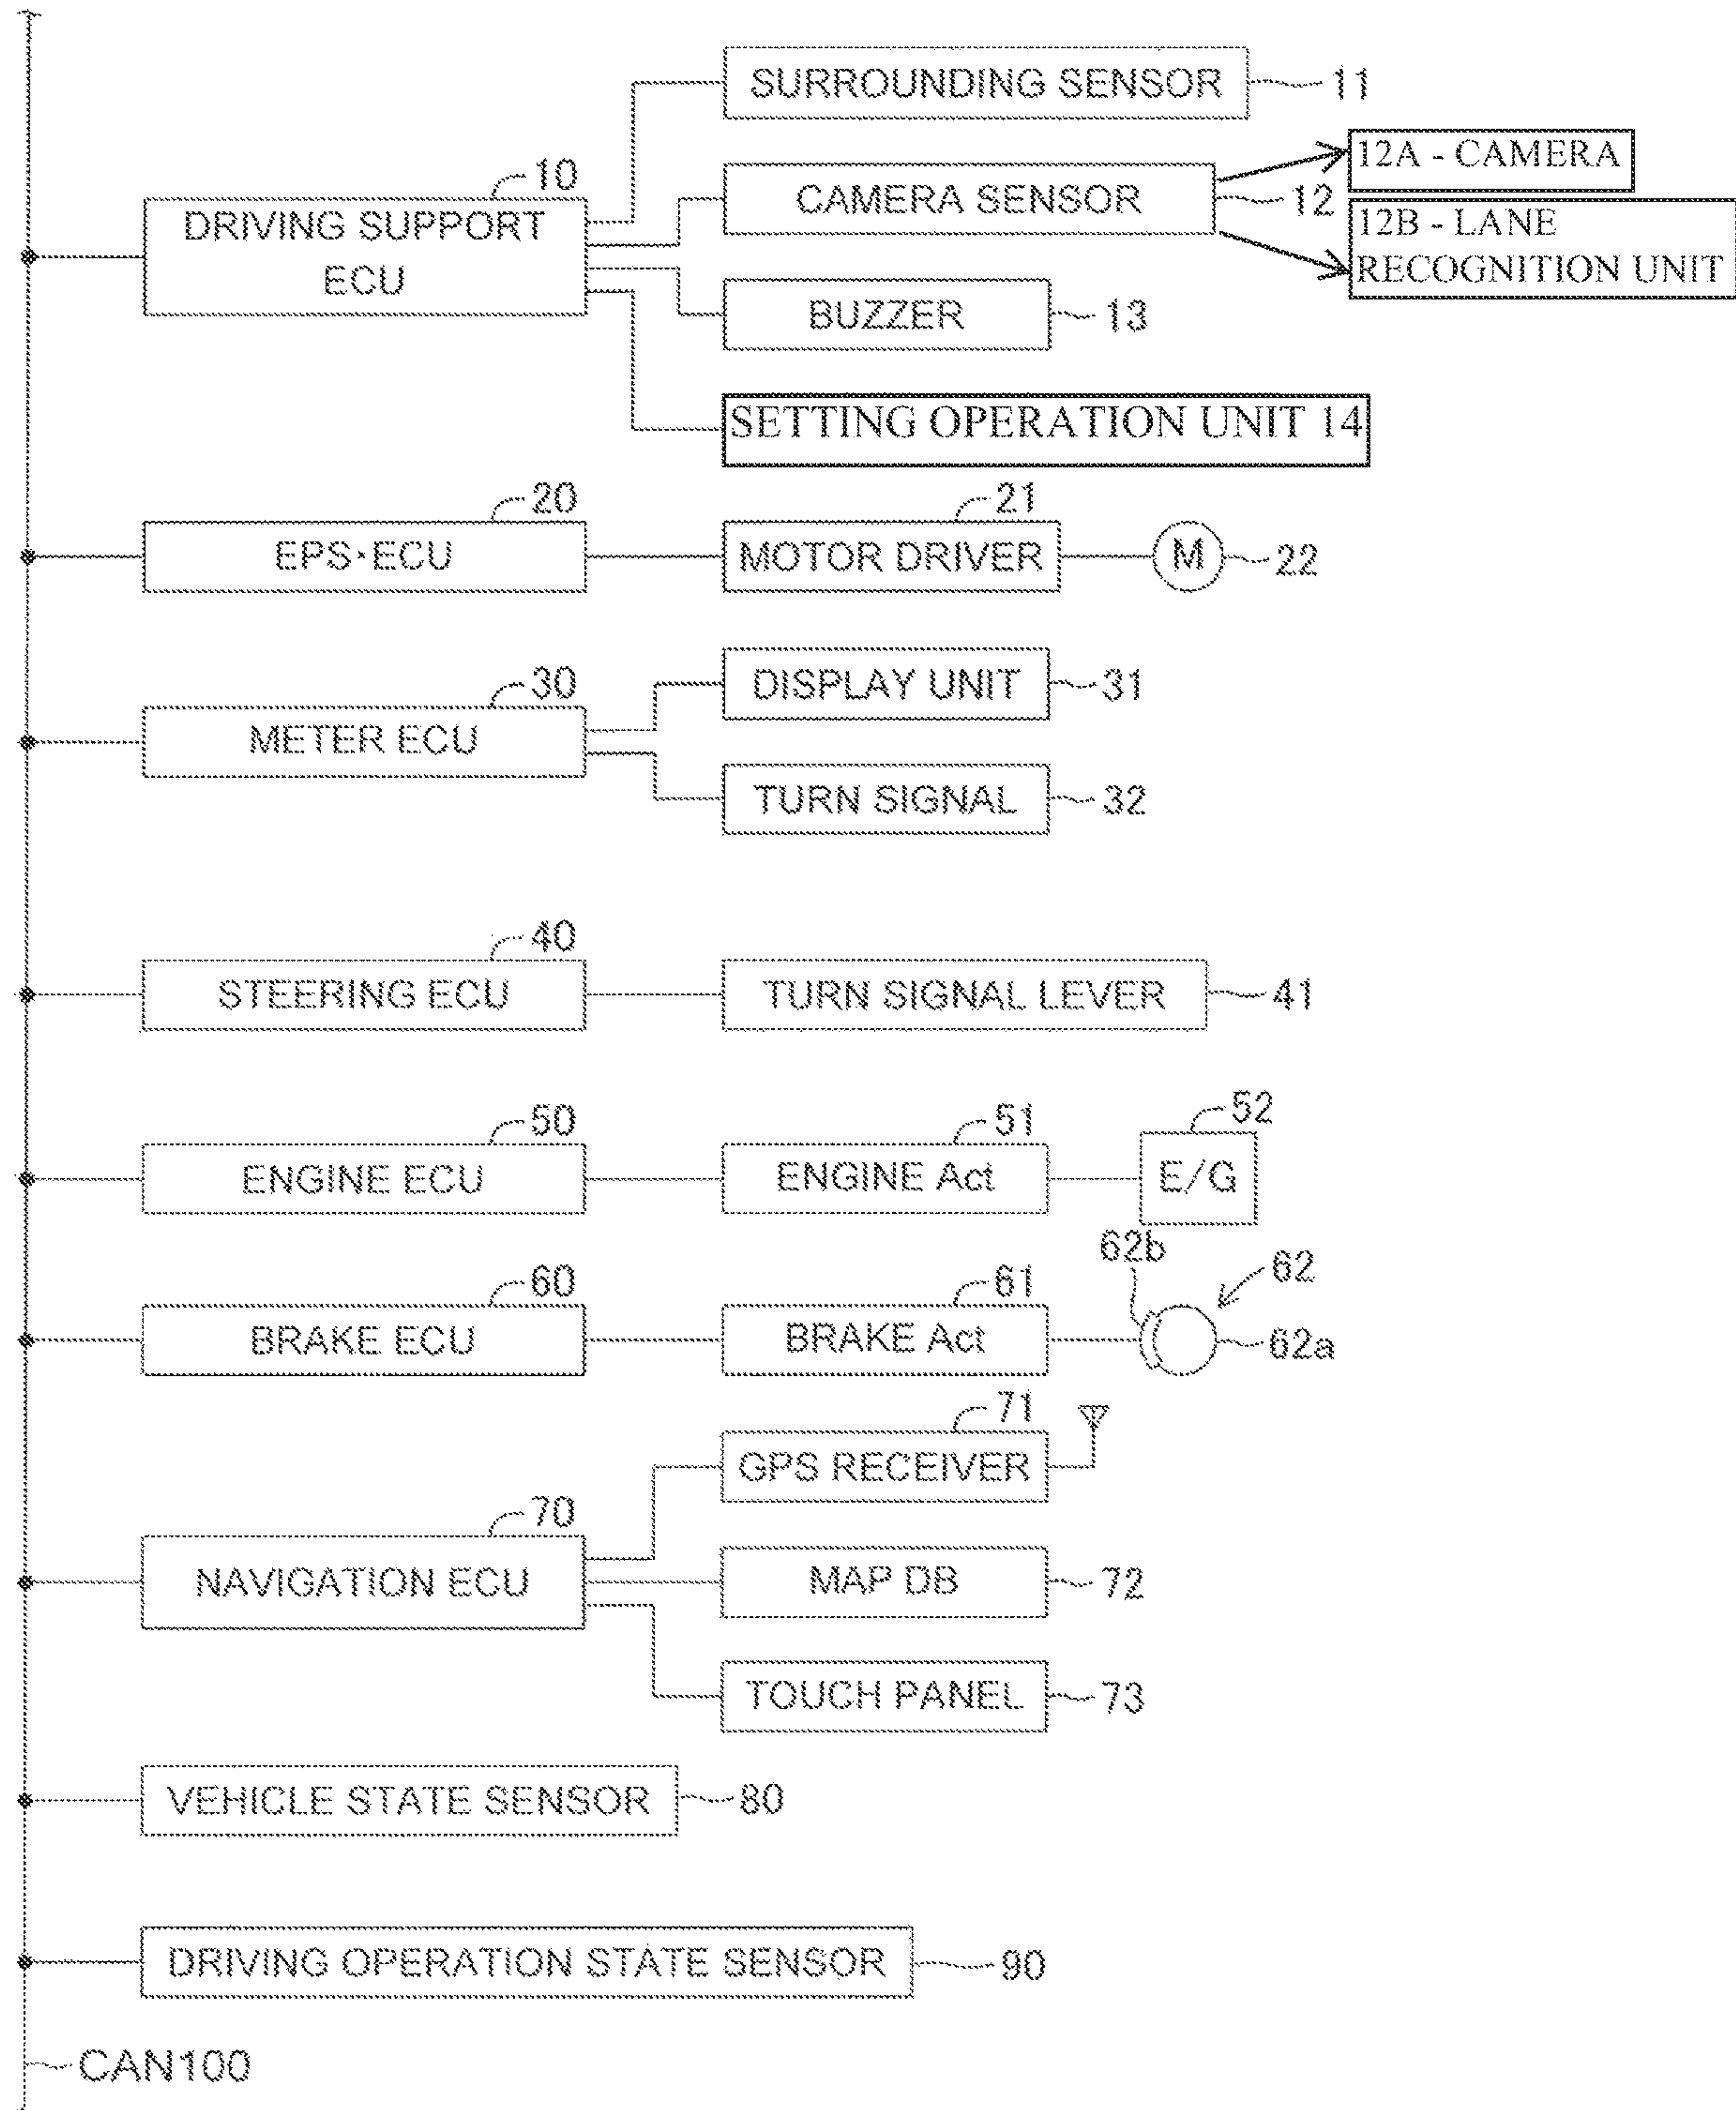 SURROUNDING SENSOR 11
10
DRIVING SUPPORT
ECU
CAMERA SENSOR 12
12A - CAMERA
12B - LANE
RECOGNITION UNIT
BUZZER 13
SETTING OPERATION UNIT 14
20
EPS·ECU
21
MOTOR DRIVER
M 22
30
METER ECU
DISPLAY UNIT 31
TURN SIGNAL 32
40
STEERING ECU
TURN SIGNAL LEVER 41
50
ENGINE ECU
51
ENGINE Act
52
E/G
60
BRAKE ECU
61
BRAKE Act
62b
62
62a
70
NAVIGATION ECU
71
GPS RECEIVER
MAP DB 72
TOUCH PANEL 73
VEHICLE STATE SENSOR 80
DRIVING OPERATION STATE SENSOR 90
CAN100